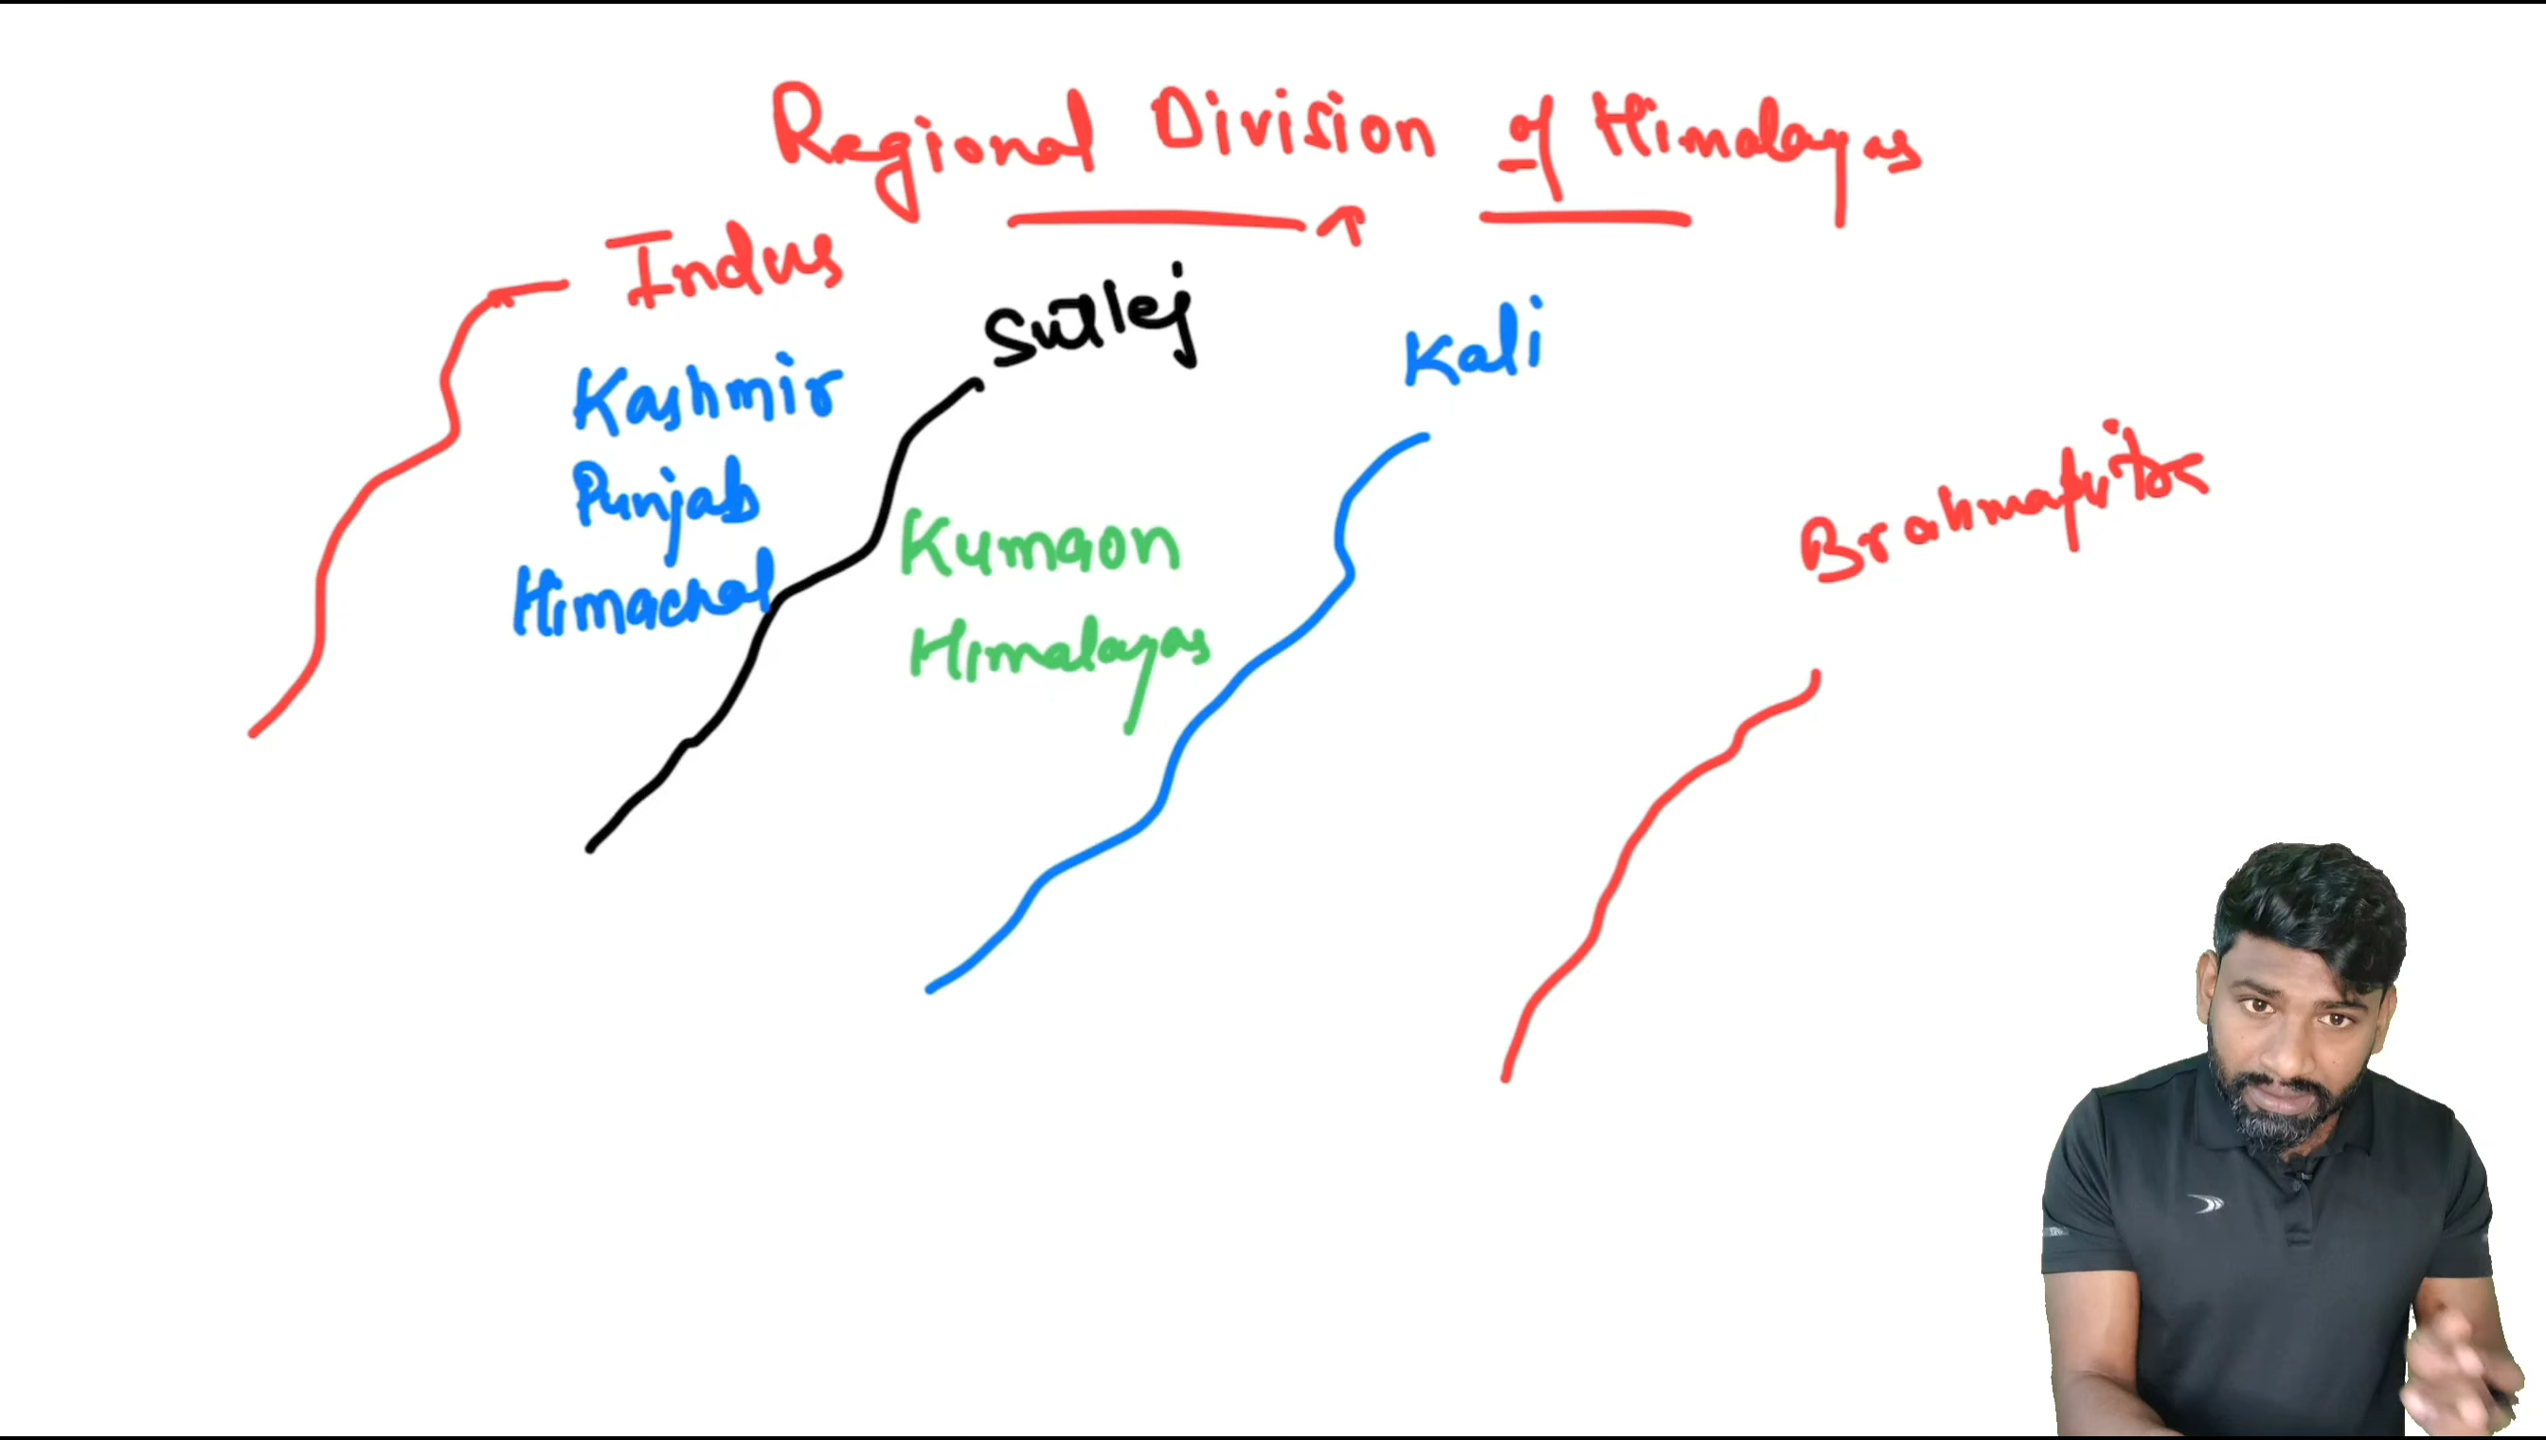 Regional Division of Himalayas
Indus
Sutlej
Kali
Kashmir
Punjab
Himachal
Kumaon
Himalayas
Brahmaputra